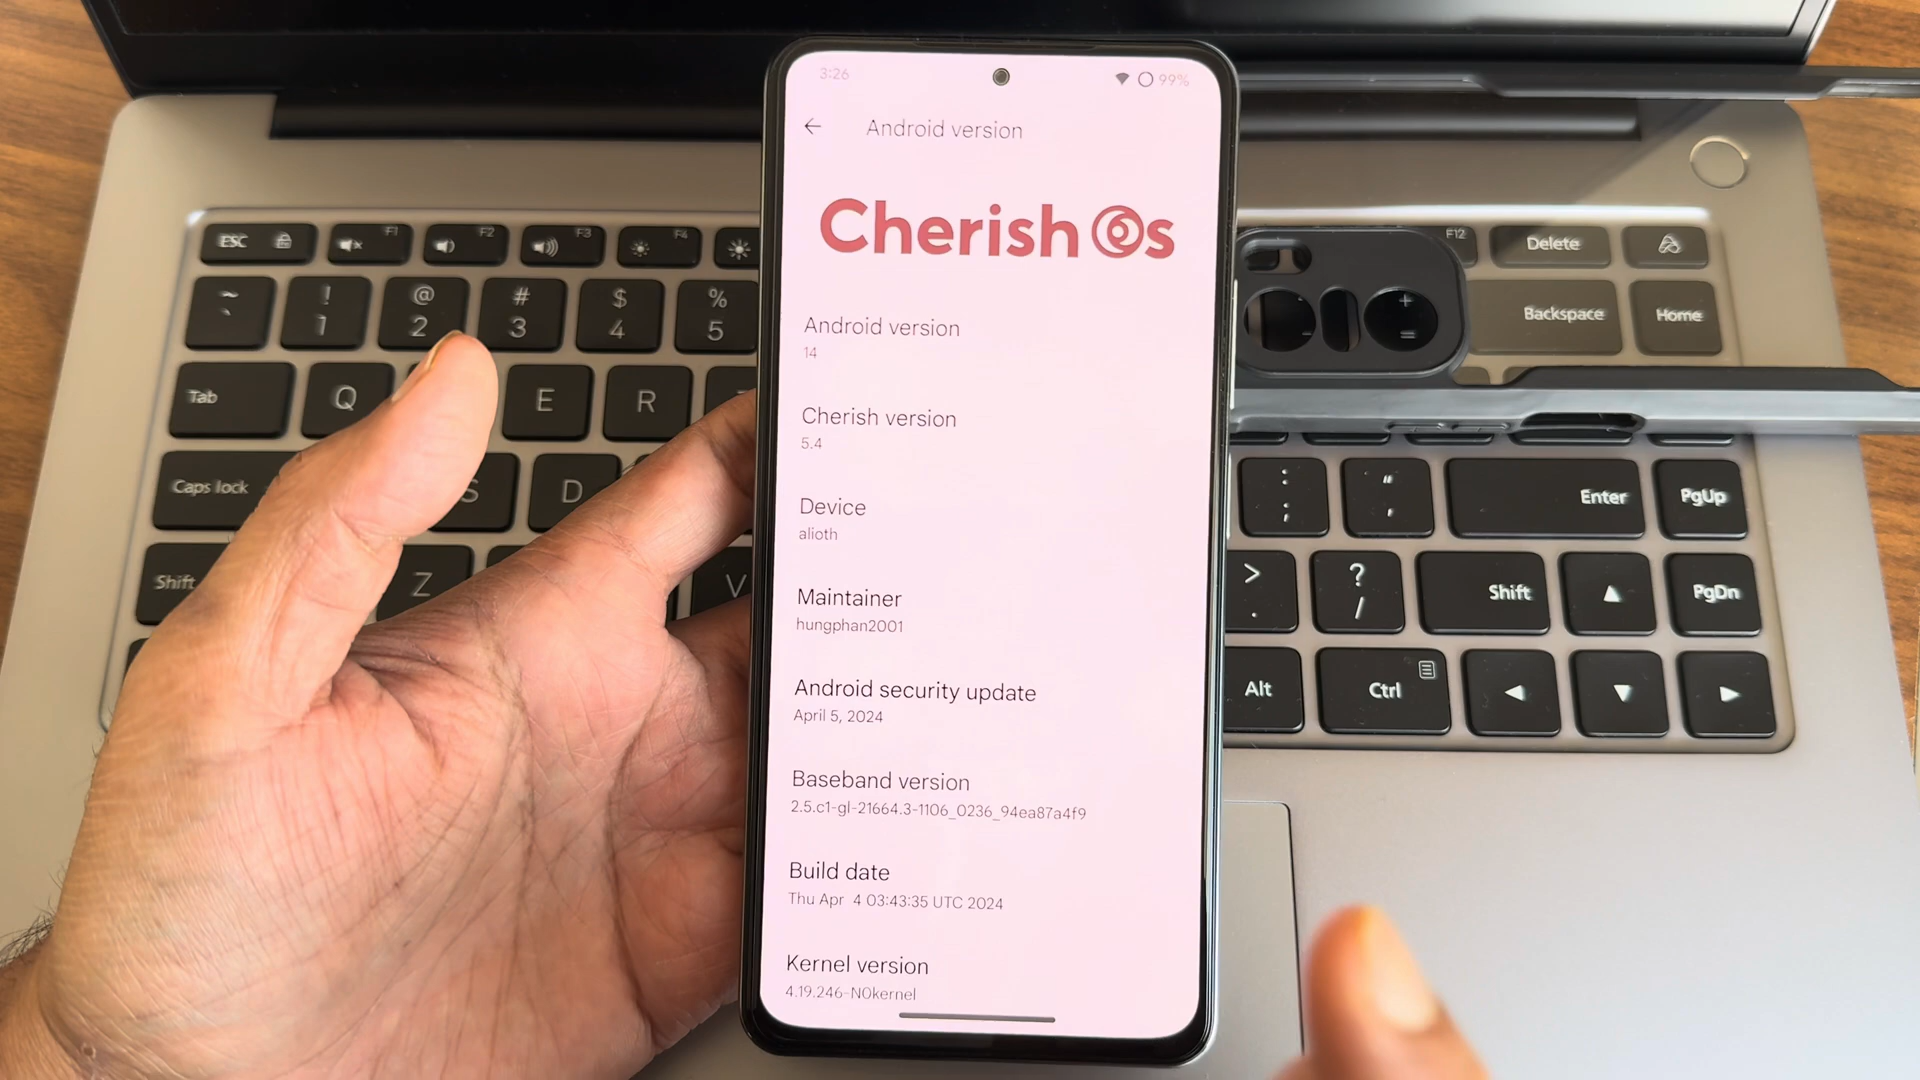 3:26
99%
Android version
Cherish Os
Android version
14
Cherish version
5.4
Device
alioth
Maintainer
hungphan2001
Android security update
April 5, 2024
Baseband version
2.5.c1-gl-21664.3-1106_0236_94ea87a4f9
Build date
Thu Apr 4 03:43:35 UTC 2024
Kernel version
4.19.246-N0kernel
ESC
F1
F2
F3
F4
F12
Delete
~ `
! 1
@ 2
# 3
$ 4
% 5
+ =
Backspace
Home
Tab
Q
E
R
Caps lock
S
D
: ;
" '
Enter
PgUp
Shift
Z
V
> .
? /
Shift
PgDn
Alt
Ctrl